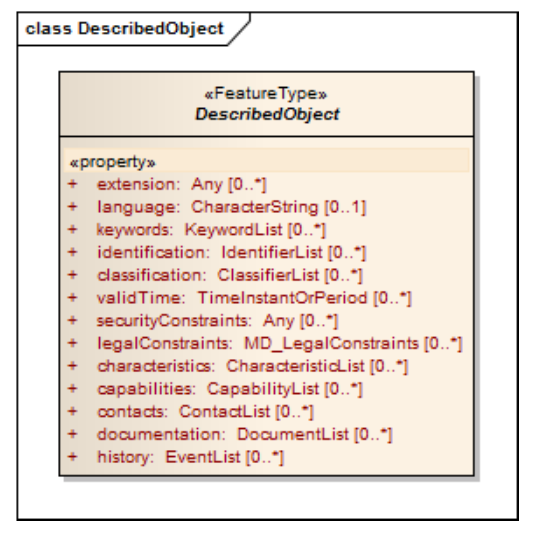 class DescribedObject
«FeatureType»
DescribedObject
«property»
+ extension: Any [0..*]
+ language: CharacterString [0..1]
+ keywords: KeywordList [0..*]
+ identification: IdentifierList [0..*]
+ classification: ClassifierList [0..*]
+ validTime: TimeInstantOrPeriod [0..*]
+ securityConstraints: Any [0..*]
+ legalConstraints: MD_LegalConstraints [0..*]
+ characteristics: CharacteristicList [0..*]
+ capabilities: CapabilityList [0..*]
+ contacts: ContactList [0..*]
+ documentation: DocumentList [0..*]
+ history: EventList [0..*]